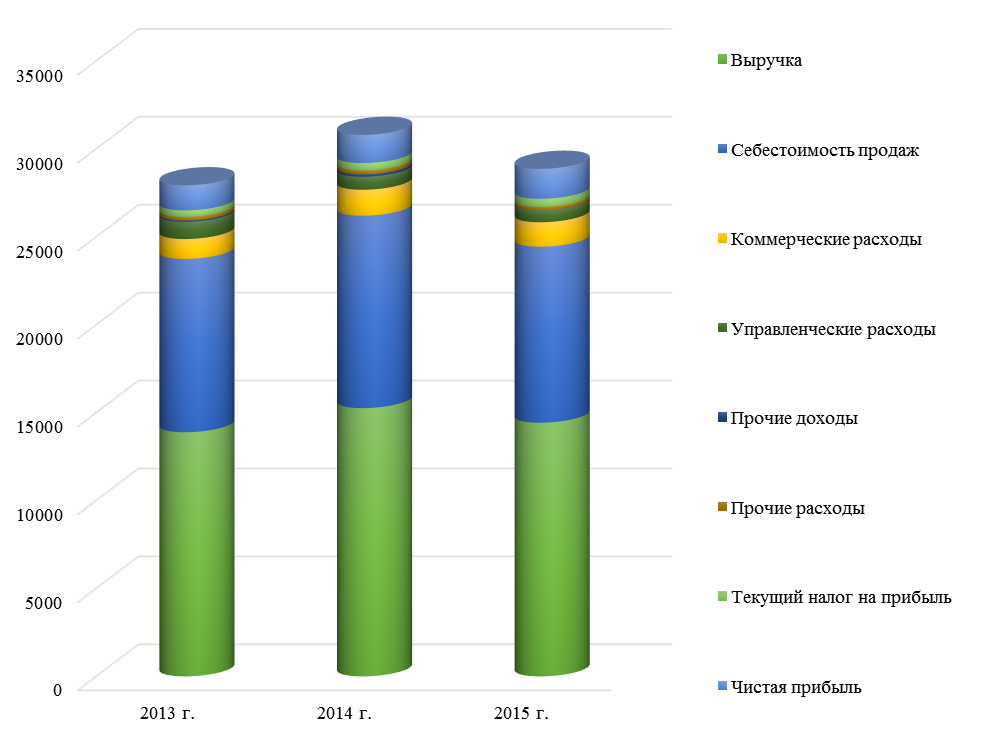 35000
30000
25000
20000
15000
10000
5000
0
2013 г.
2014 г.
2015 г.
Выручка
Себестоимость продаж
Коммерческие расходы
Управленческие расходы
Прочие доходы
Прочие расходы
Текущий налог на прибыль
Чистая прибыль